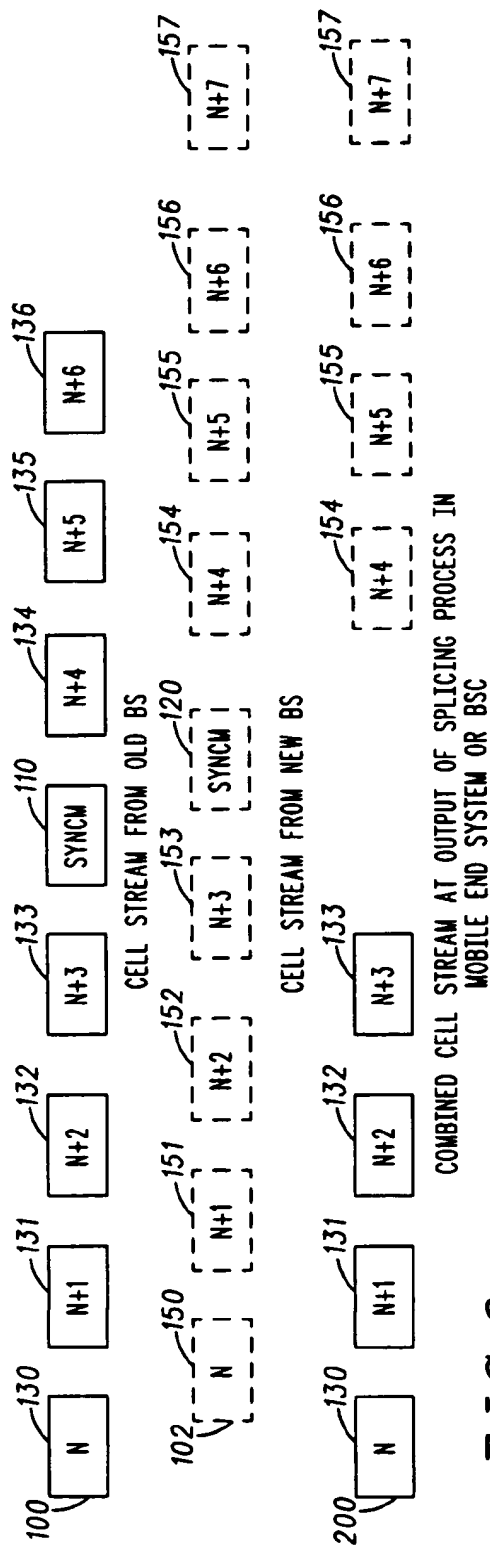 130 131 132 133 110 134 135 136
100 N N+1 N+2 N+3 SYNCM N+4 N+5 N+6
CELL STREAM FROM OLD BS
150 151 152 153 120 154 155 156 157
102 N N+1 N+2 N+3 SYNCM N+4 N+5 N+6 N+7
CELL STREAM FROM NEW BS
130 131 132 133 154 155 156 157
200 N N+1 N+2 N+3 N+4 N+5 N+6 N+7
COMBINED CELL STREAM AT OUTPUT OF SPLICING PROCESS IN
MOBILE END SYSTEM OR BSC